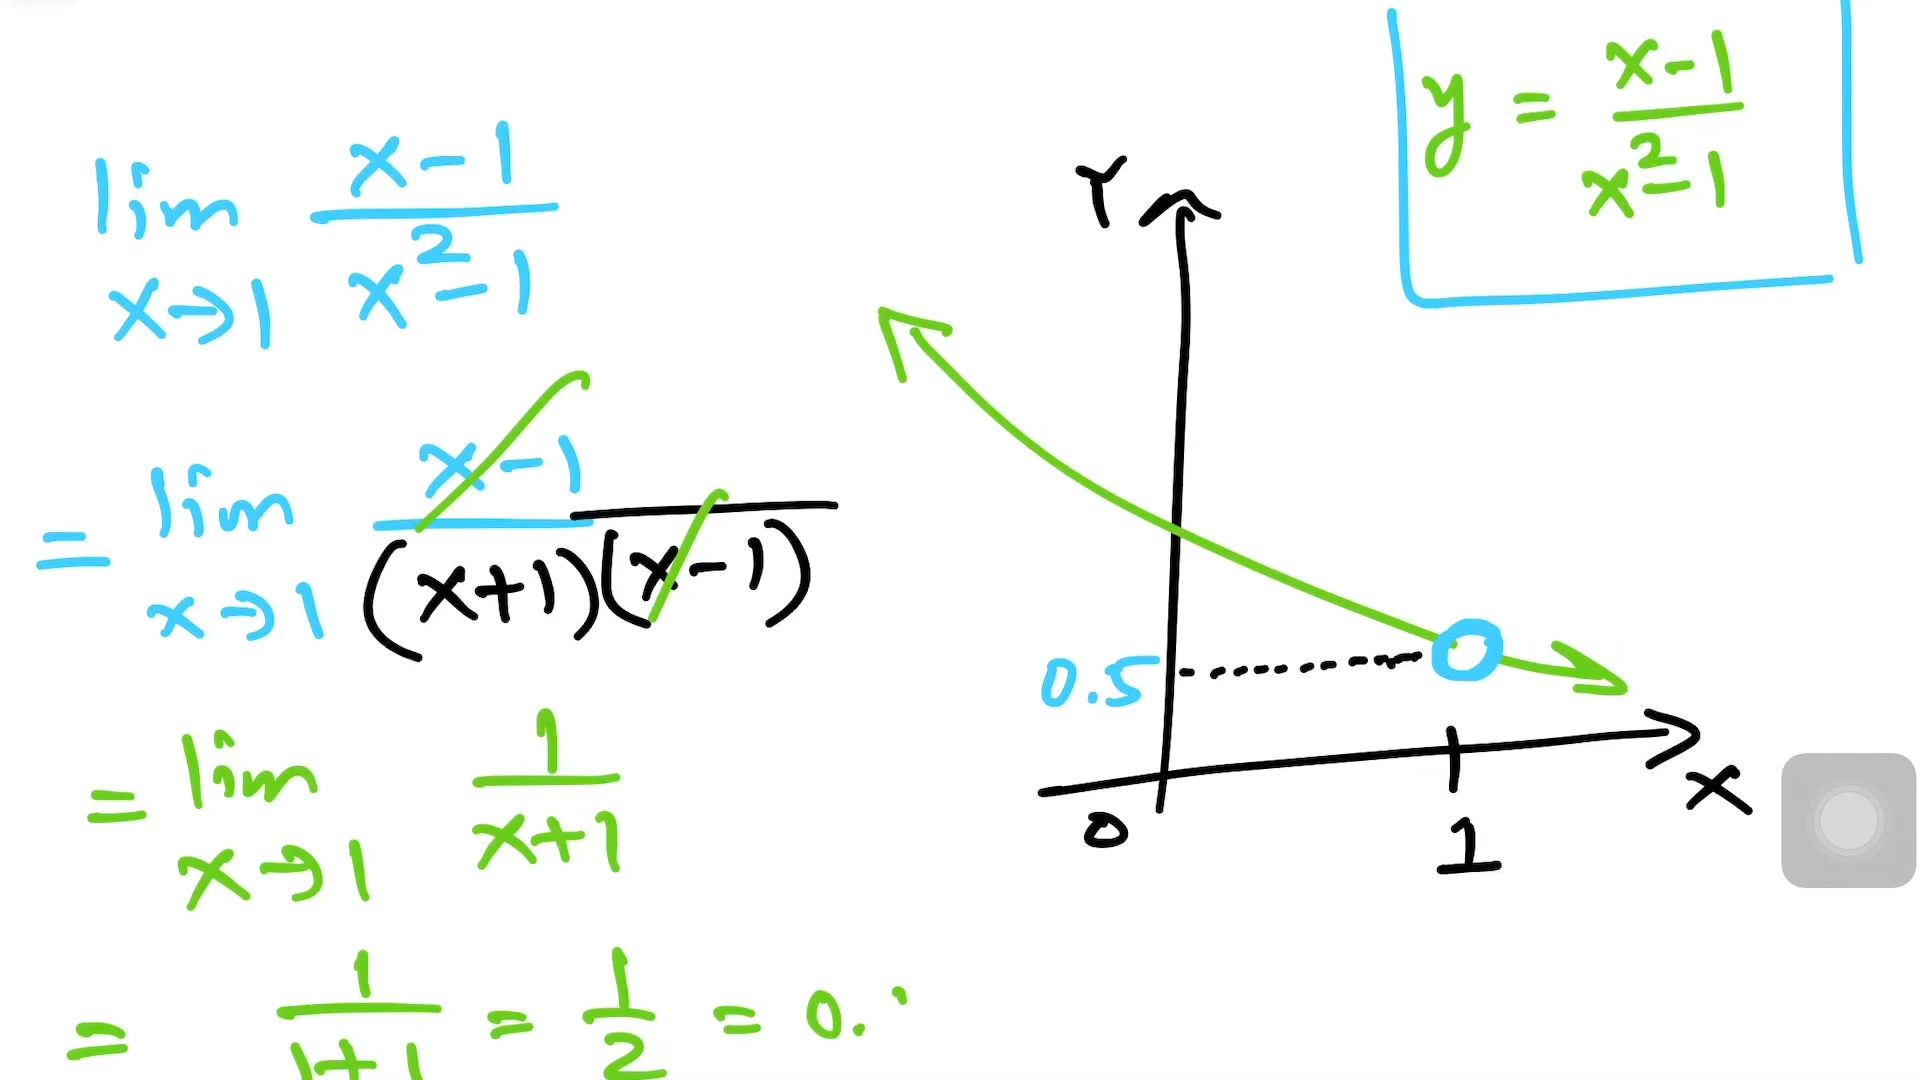 lim x→1 (x-1)/(x²-1)
= lim x→1 (x-1)/((x+1)(x-1))
= lim x→1 1/(x+1)
= 1/(1+1) = 1/2 = 0.
y = (x-1)/(x²-1)
Y
0.5
0
1
X